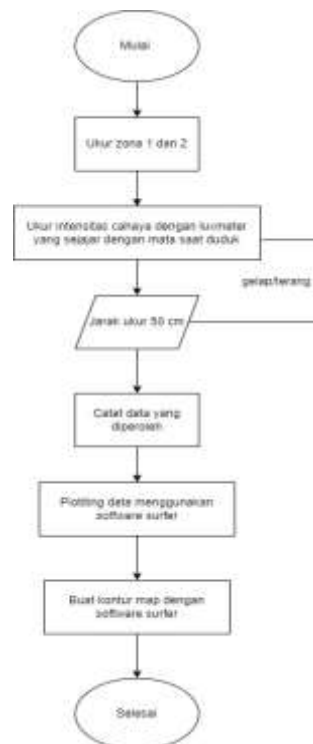 Mulai
Ukur zona 1 dan 2
Ukur intensitas cahaya dengan luxmeter
yang sejajar dengan mata saat duduk
gelap/terang
Jarak ukur 50 cm
Catat data yang
diperoleh
Plotting data menggunakan
software surfer
Buat kontur map dengan
software surfer
Selesai